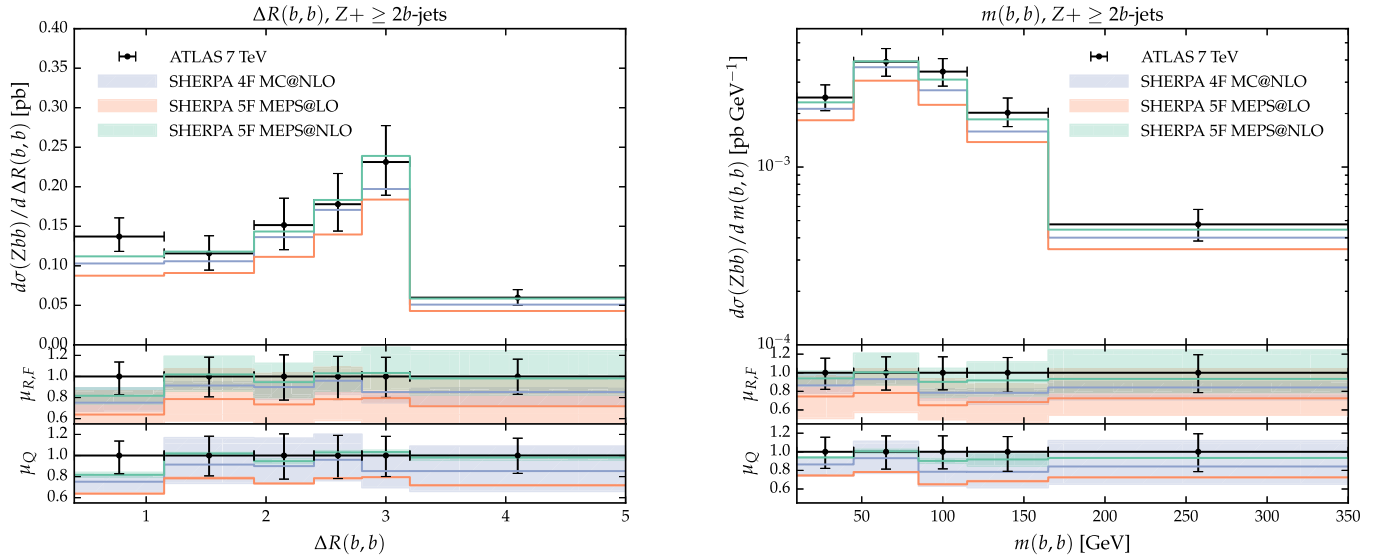 ΔR(b, b), Z+ ≥ 2b-jets
0.40
0.35
0.30
0.25
0.20
0.15
0.10
0.05
0.00
dσ(Zbb)/d ΔR(b, b) [pb]
ATLAS 7 TeV
SHERPA 4F MC@NLO
SHERPA 5F MEPS@LO
SHERPA 5F MEPS@NLO
1.2
1.0
0.8
0.6
μR,F
1.2
1.0
0.8
0.6
μQ
1 2 3 4 5
ΔR(b, b)
m(b, b), Z+ ≥ 2b-jets
10⁻³
10⁻⁴
dσ(Zbb)/d m(b, b) [pb GeV⁻¹]
ATLAS 7 TeV
SHERPA 4F MC@NLO
SHERPA 5F MEPS@LO
SHERPA 5F MEPS@NLO
1.2
1.0
0.8
0.6
μR,F
1.2
1.0
0.8
0.6
μQ
50 100 150 200 250 300 350
m(b, b) [GeV]